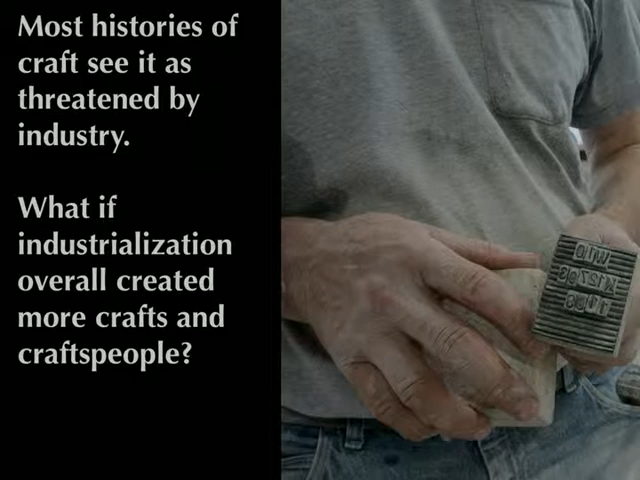 Most histories of
craft see it as
threatened by
industry.
What if
industrialization
overall created
more crafts and
craftspeople?